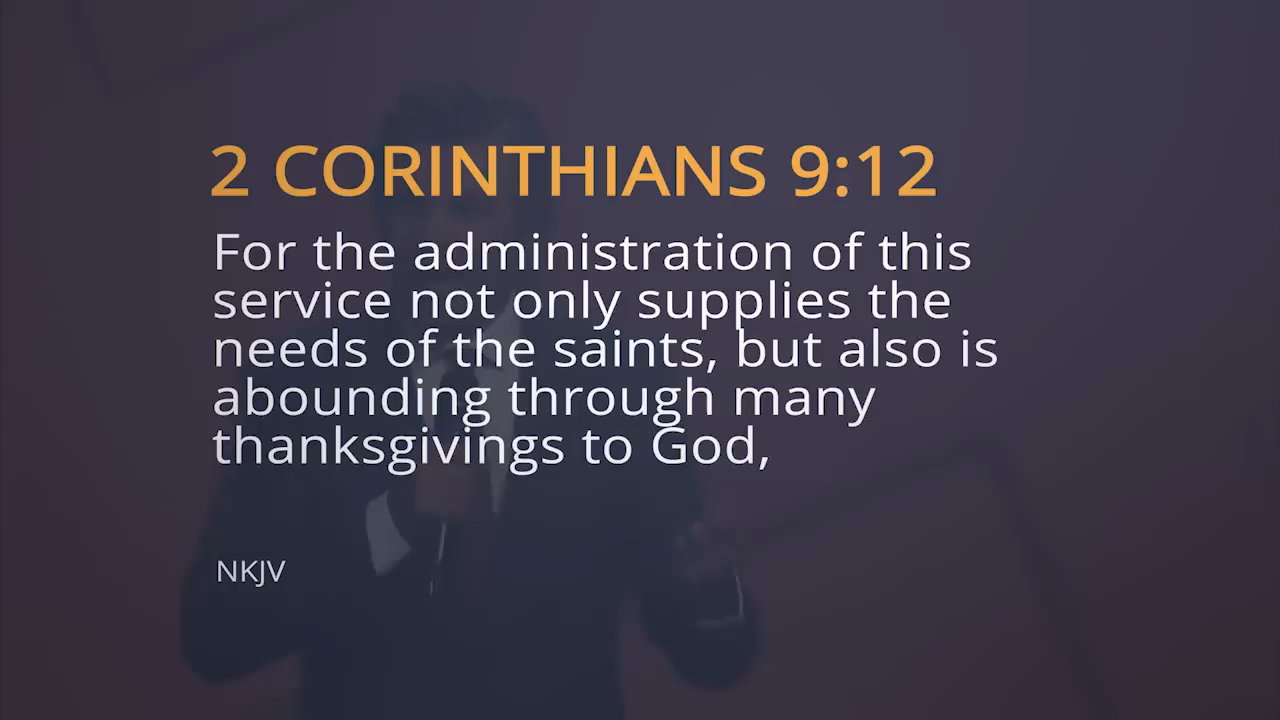 2 CORINTHIANS 9:12
For the administration of this
service not only supplies the
needs of the saints, but also is
abounding through many
thanksgivings to God,
NKJV